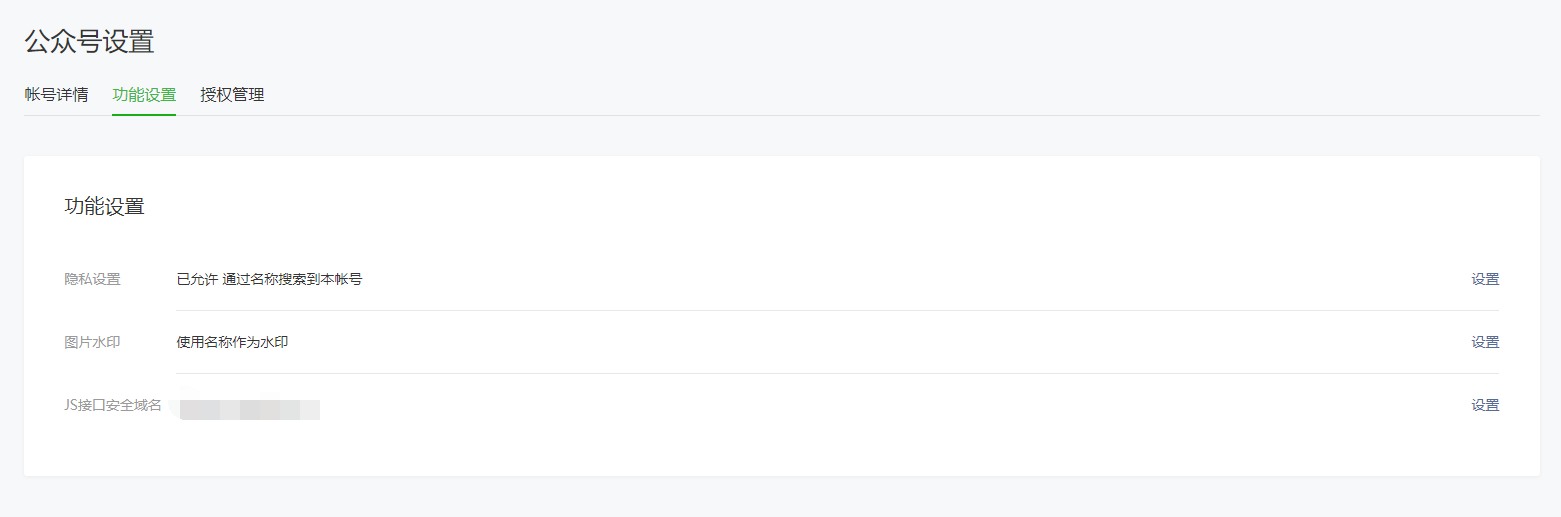 公众号设置
帐号详情 功能设置 授权管理
功能设置
隐私设置 已允许 通过名称搜索到本帐号 设置
图片水印 使用名称作为水印 设置
JS接口安全域名 设置